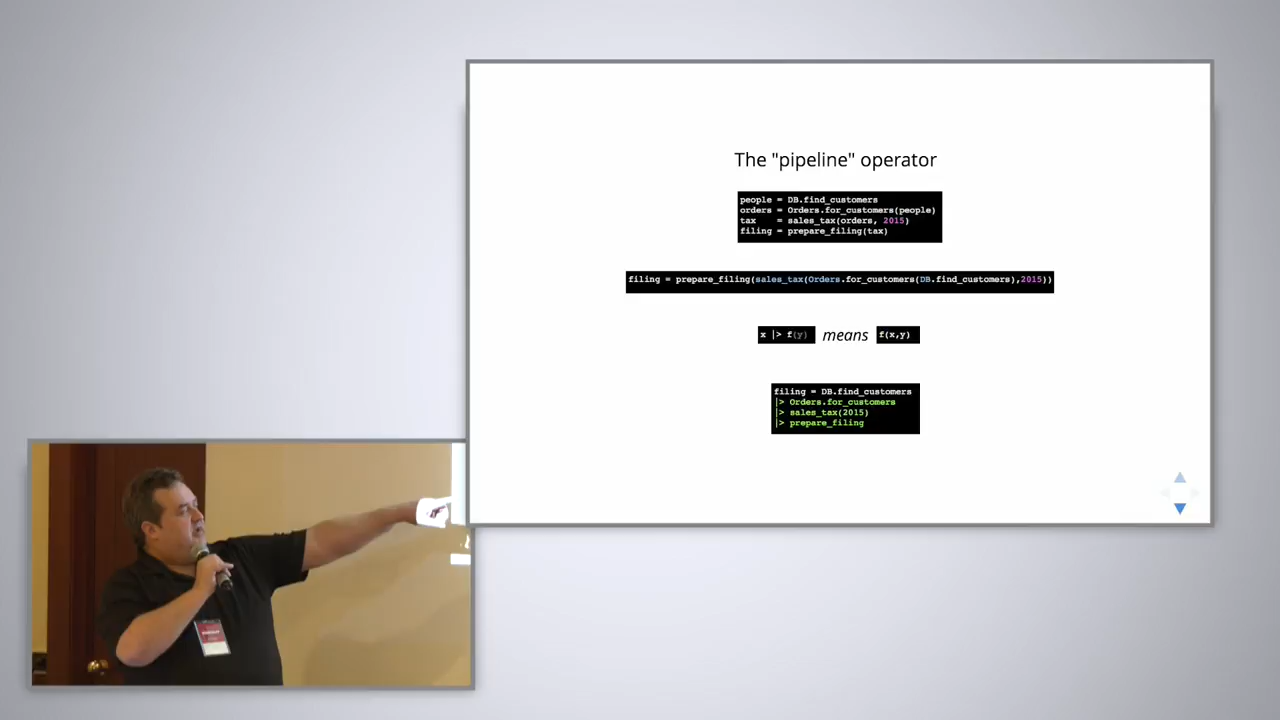 The "pipeline" operator
people = DB.find_customers
orders = Orders.for_customers(people)
tax    = sales_tax(orders, 2015)
filing = prepare_filing(tax)
filing = prepare_filing(sales_tax(Orders.for_customers(DB.find_customers),2015))
x |> f(y) means f(x,y)
filing = DB.find_customers
|> Orders.for_customers
|> sales_tax(2015)
|> prepare_filing